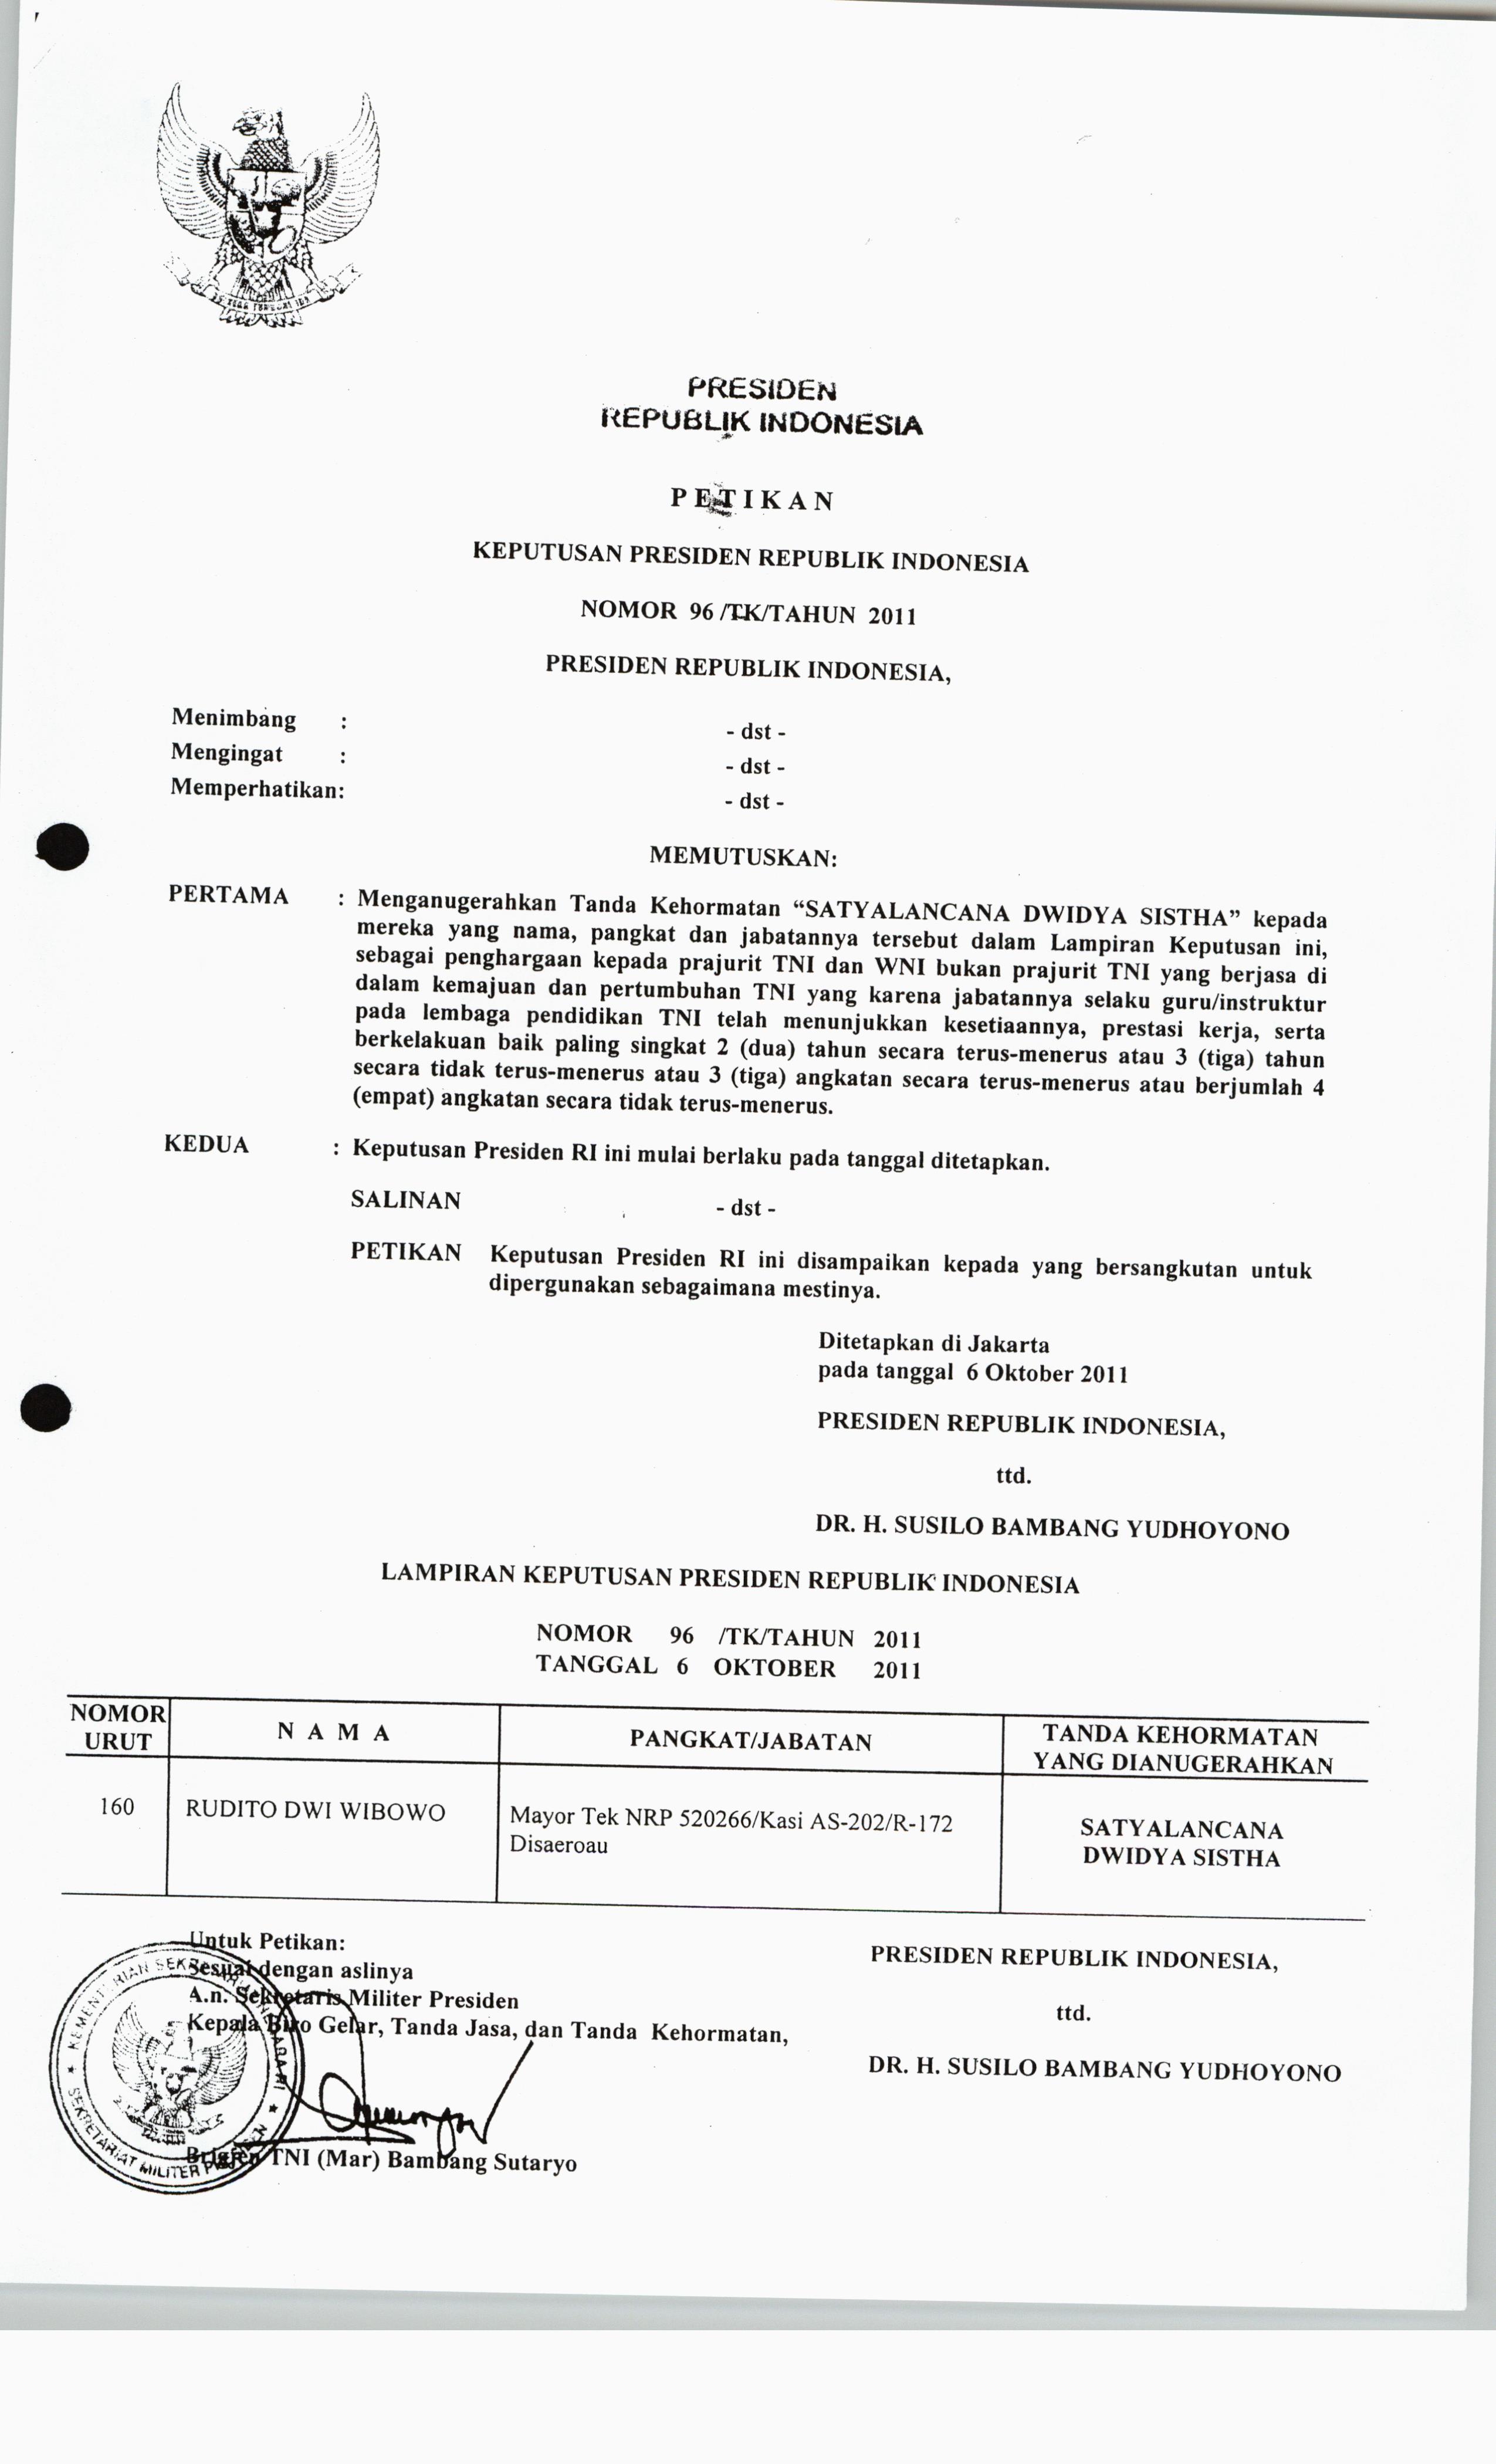 PRESIDEN
REPUBLIK INDONESIA
PETIKAN
KEPUTUSAN PRESIDEN REPUBLIK INDONESIA
NOMOR 96 /TK/TAHUN 2011
PRESIDEN REPUBLIK INDONESIA,
Menimbang : - dst -
Mengingat : - dst -
Memperhatikan: - dst -
MEMUTUSKAN:
PERTAMA : Menganugerahkan Tanda Kehormatan “SATYALANCANA DWIDYA SISTHA” kepada
mereka yang nama, pangkat dan jabatannya tersebut dalam Lampiran Keputusan ini,
sebagai penghargaan kepada prajurit TNI dan WNI bukan prajurit TNI yang berjasa di
dalam kemajuan dan pertumbuhan TNI yang karena jabatannya selaku guru/instruktur
pada lembaga pendidikan TNI telah menunjukkan kesetiaannya, prestasi kerja, serta
berkelakuan baik paling singkat 2 (dua) tahun secara terus-menerus atau 3 (tiga) tahun
secara tidak terus-menerus atau 3 (tiga) angkatan secara terus-menerus atau berjumlah 4
(empat) angkatan secara tidak terus-menerus.
KEDUA : Keputusan Presiden RI ini mulai berlaku pada tanggal ditetapkan.
SALINAN - dst -
PETIKAN Keputusan Presiden RI ini disampaikan kepada yang bersangkutan untuk
dipergunakan sebagaimana mestinya.
Ditetapkan di Jakarta
pada tanggal 6 Oktober 2011
PRESIDEN REPUBLIK INDONESIA,
ttd.
DR. H. SUSILO BAMBANG YUDHOYONO
LAMPIRAN KEPUTUSAN PRESIDEN REPUBLIK INDONESIA
NOMOR 96 /TK/TAHUN 2011
TANGGAL 6 OKTOBER 2011
NOMOR URUT
N A M A
PANGKAT/JABATAN
TANDA KEHORMATAN
YANG DIANUGERAHKAN
160
RUDITO DWI WIBOWO
Mayor Tek NRP 520266/Kasi AS-202/R-172
Disaeroau
SATYALANCANA
DWIDYA SISTHA
Untuk Petikan:
Sesuai dengan aslinya
A.n. Sekretaris Militer Presiden
Kepala Biro Gelar, Tanda Jasa, dan Tanda Kehormatan,
Brigjen TNI (Mar) Bambang Sutaryo
PRESIDEN REPUBLIK INDONESIA,
ttd.
DR. H. SUSILO BAMBANG YUDHOYONO
KEMENTERIAN SEKRETARIAT NEGARA RI
SEKRETARIAT MILITER PRESIDEN